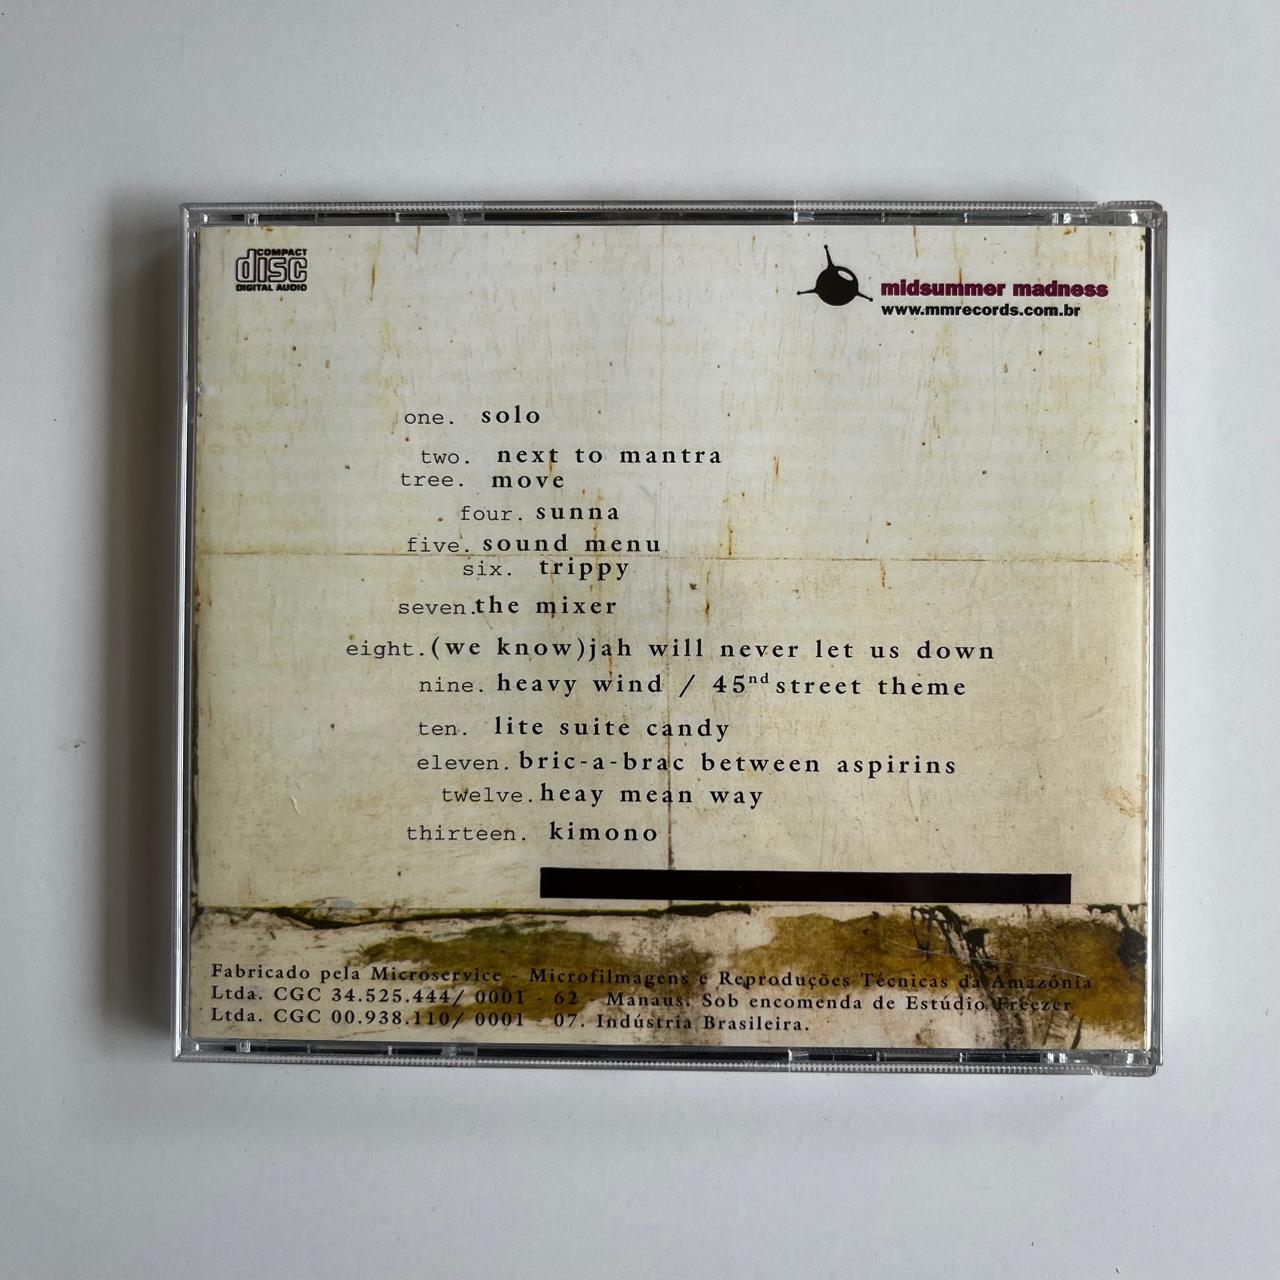 COMPACT
disc
DIGITAL AUDIO
midsummer madness
www.mmrecords.com.br
one. solo
two. next to mantra
tree. move
four. sunna
five. sound menu
six. trippy
seven. the mixer
eight. (we know)jah will never let us down
nine. heavy wind / 45nd street theme
ten. lite suite candy
eleven. bric-a-brac between aspirins
twelve. heay mean way
thirteen. kimono
Fabricado pela Microservice - Microfilmagens e Reproduções Técnicas da Amazônia
Ltda. CGC 34.525.444/ 0001 - 62 - Manaus. Sob encomenda de Estúdio Freezer
Ltda. CGC 00.938.110/ 0001 - 07. Indústria Brasileira.